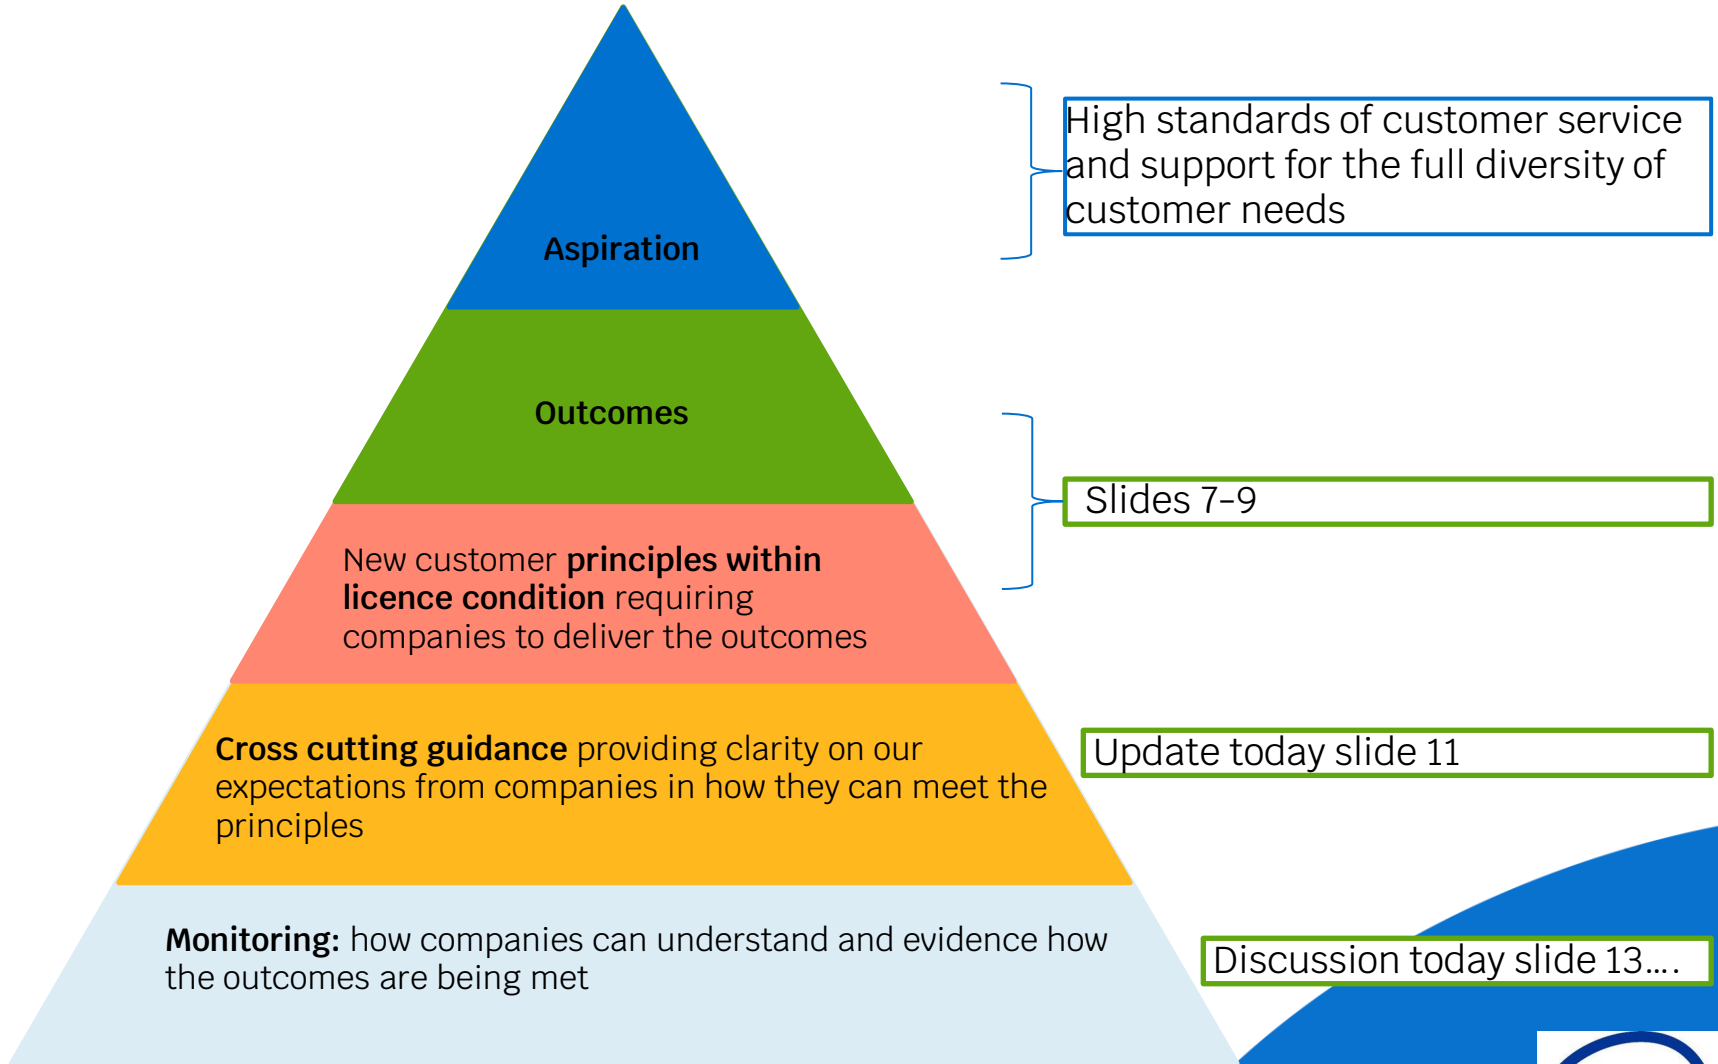 High standards of customer service
and support for the full diversity of
customer needs
Aspiration
Outcomes
Slides 7-9
New customer principles within
licence condition requiring
companies to deliver the outcomes
Cross cutting guidance providing clarity on our
expectations from companies in how they can meet the
principles
Update today slide 11
Monitoring: how companies can understand and evidence how
the outcomes are being met
Discussion today slide 13....